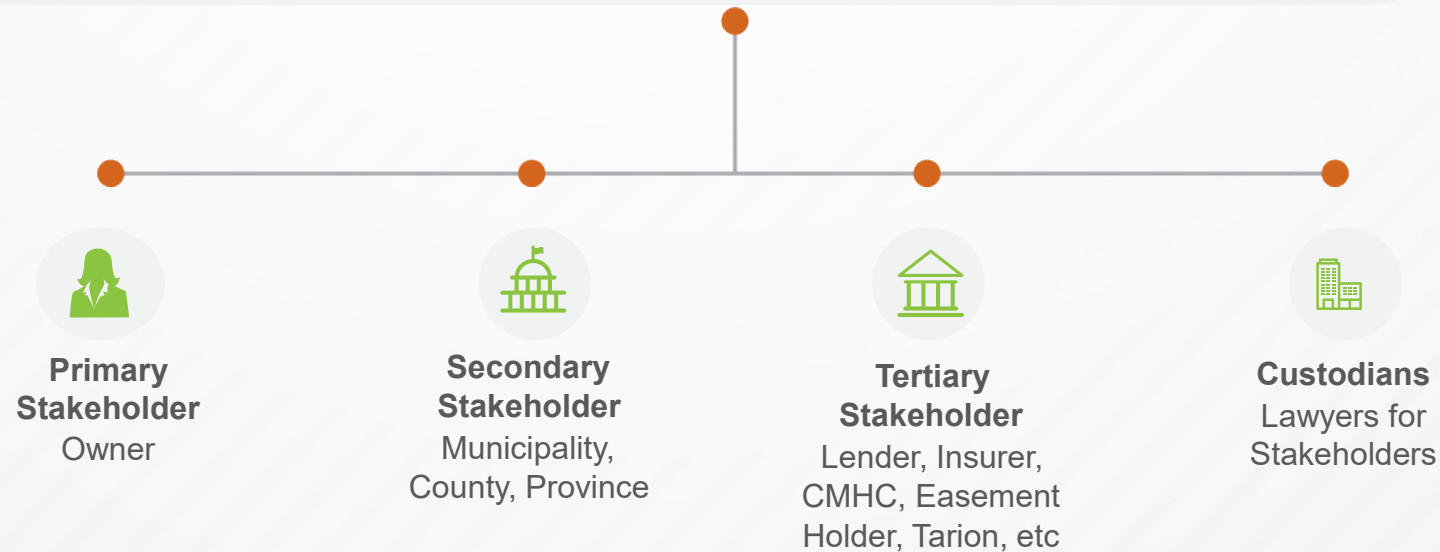 Primary
Stakeholder
Owner
Secondary
Stakeholder
Municipality,
County, Province
Tertiary
Stakeholder
Lender, Insurer,
CMHC, Easement
Holder, Tarion, etc
Custodians
Lawyers for
Stakeholders